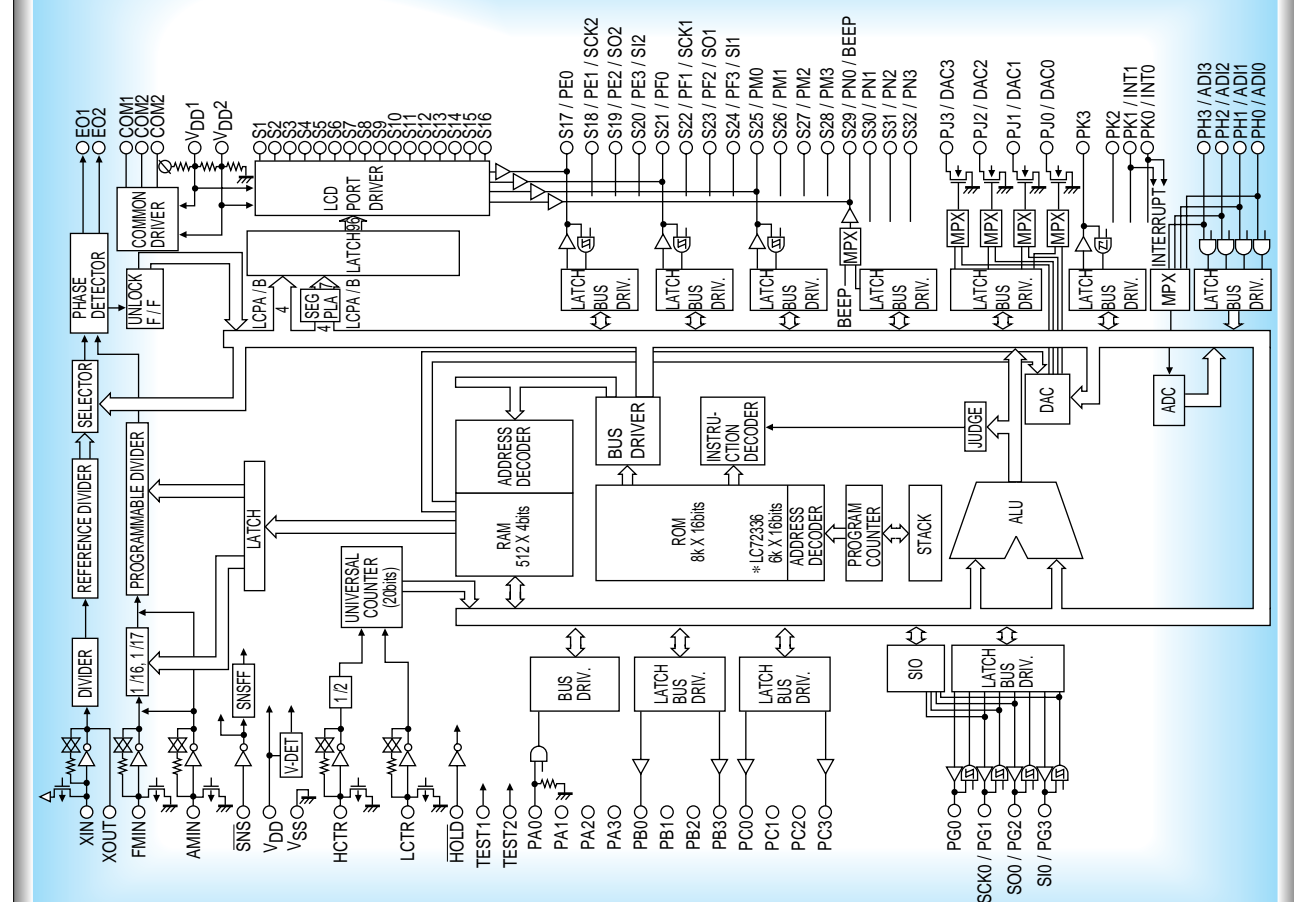 EO1
EO2
COM1
COM2
COM2
VDD1
VDD2
S1
S2
S3
S4
S5
S6
S7
S8
S9
S10
S11
S12
S13
S14
S15
S16
S17 / PE0
S18 / PE1 / SCK2
S19 / PE2 / SO2
S20 / PE3 / SI2
S21 / PF0
S22 / PF1 / SCK1
S23 / PF2 / SO1
S24 / PF3 / SI1
S25 / PM0
S26 / PM1
S27 / PM2
S28 / PM3
S29 / PN0 / BEEP
S30 / PN1
S31 / PN2
S32 / PN3
PJ3 / DAC3
PJ2 / DAC2
PJ1 / DAC1
PJ0 / DAC0
PK3
PK2
PK1 / INT1
PK0 / INT0
PH3 / ADI3
PH2 / ADI2
PH1 / ADI1
PH0 / ADI0
COMMON
DRIVER
LCD
PORT
DRIVER
PHASE
DETECTOR
UNLOCK
F / F
LCPA / B
4
SEG
PLA
4
7
LCPA / B
LATCH
96
LATCH
BUS
DRIV.
LATCH
BUS
DRIV.
LATCH
BUS
DRIV.
BEEP
MPX
LATCH
BUS
DRIV.
MPX
MPX
MPX
MPX
LATCH
BUS
DRIV.
LATCH
BUS
DRIV.
INTERRUPT
MPX
LATCH
BUS
DRIV.
SELECTOR
REFERENCE DIVIDER
PROGRAMMABLE DIVIDER
LATCH
ADDRESS
DECODER
RAM
512 X 4bits
BUS
DRIVER
INSTRU-
CTION
DECODER
JUDGE
DAC
ADC
ROM
8k X 16bits
*LC72336
6k X 16bits
ADDRESS
DECODER
PROGRAM
COUNTER
STACK
ALU
UNIVERSAL
COUNTER
(20bits)
DIVIDER
1 /16, 1 /17
SNSFF
V-DET
1 / 2
BUS
DRIV.
LATCH
BUS
DRIV.
LATCH
BUS
DRIV.
SIO
LATCH
BUS
DRIV.
XIN
XOUT
FMIN
AMIN
SNS
VDD
VSS
HCTR
LCTR
HOLD
TEST1
TEST2
PA0
PA1
PA2
PA3
PB0
PB1
PB2
PB3
PC0
PC1
PC2
PC3
PG0
SCK0 / PG1
SO0 / PG2
SI0 / PG3